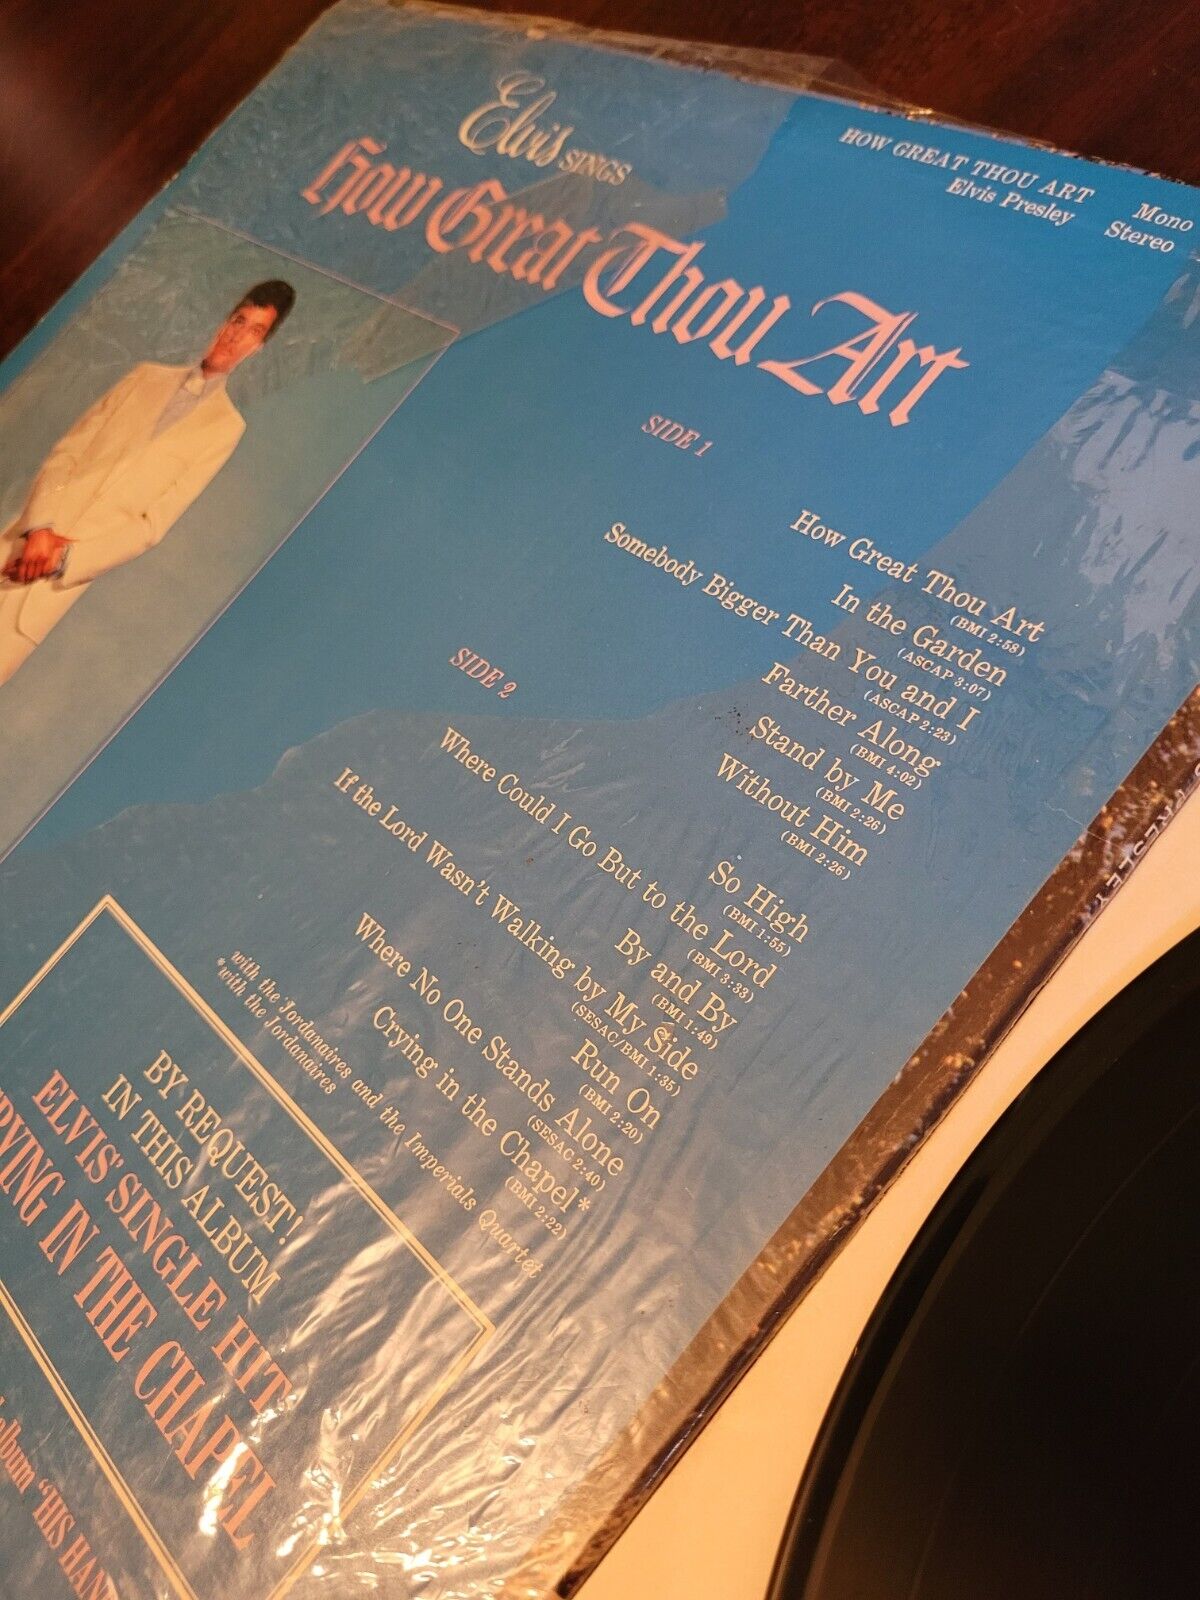 HOW GREAT THOU ART Mono
Elvis Presley Stereo
Elvis SINGS
How Great Thou Art
SIDE 1
How Great Thou Art
(BMI 2:58)
In the Garden
(ASCAP 3:07)
Somebody Bigger Than You and I
(ASCAP 2:23)
Farther Along
(BMI 4:02)
Stand by Me
(BMI 2:26)
Without Him
(BMI 2:26)
SIDE 2
So High
(BMI 1:55)
Where Could I Go But to the Lord
(BMI 3:33)
By and By
(BMI 1:49)
If the Lord Wasn't Walking by My Side
(SESAC/BMI 1:35)
Run On
(BMI 2:20)
Where No One Stands Alone
(SESAC 2:40)
Crying in the Chapel*
(BMI 2:22)
with the Jordanaires and the Imperials Quartet
*with the Jordanaires
BY REQUEST!
IN THIS ALBUM
ELVIS' SINGLE HIT
CRYING IN THE CHAPEL
album "HIS HAND